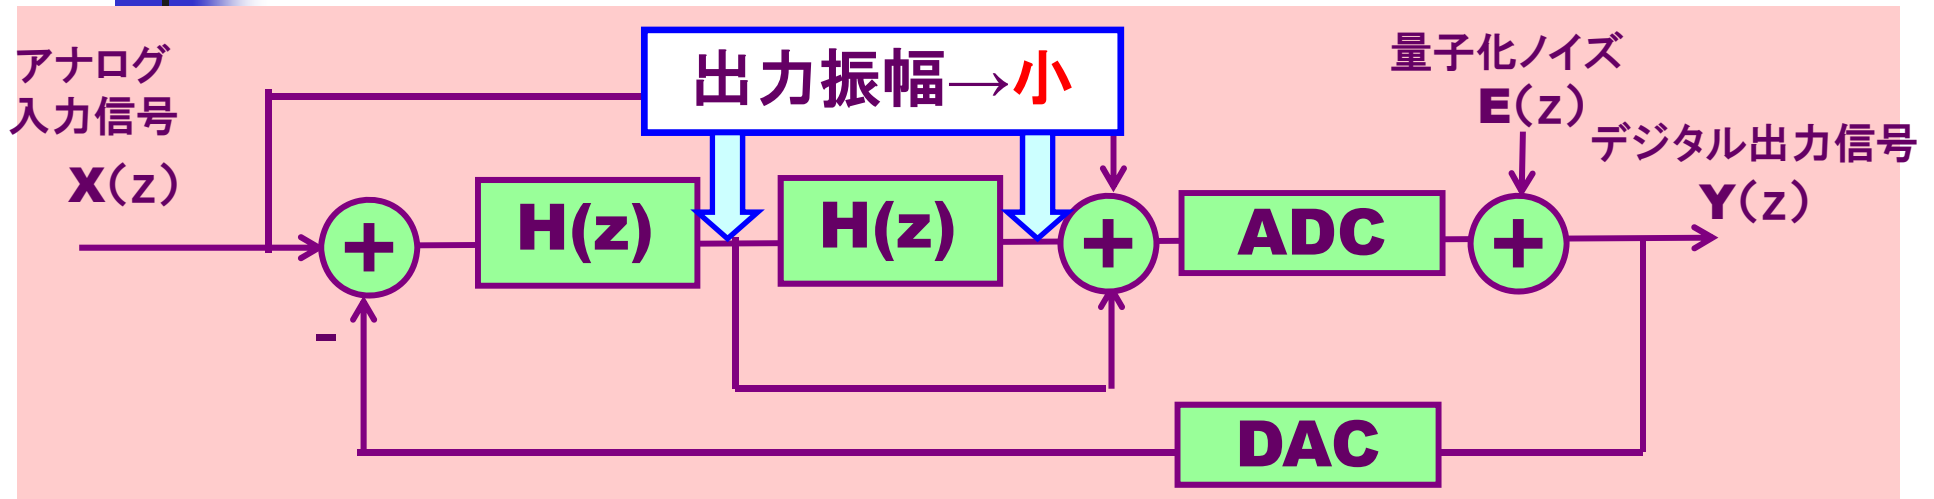 アナログ
入力信号
X(z)
出力振幅→小
量子化ノイズ
E(z)
デジタル出力信号
Y(z)
+
H(z)
H(z)
+
ADC
+
-
DAC